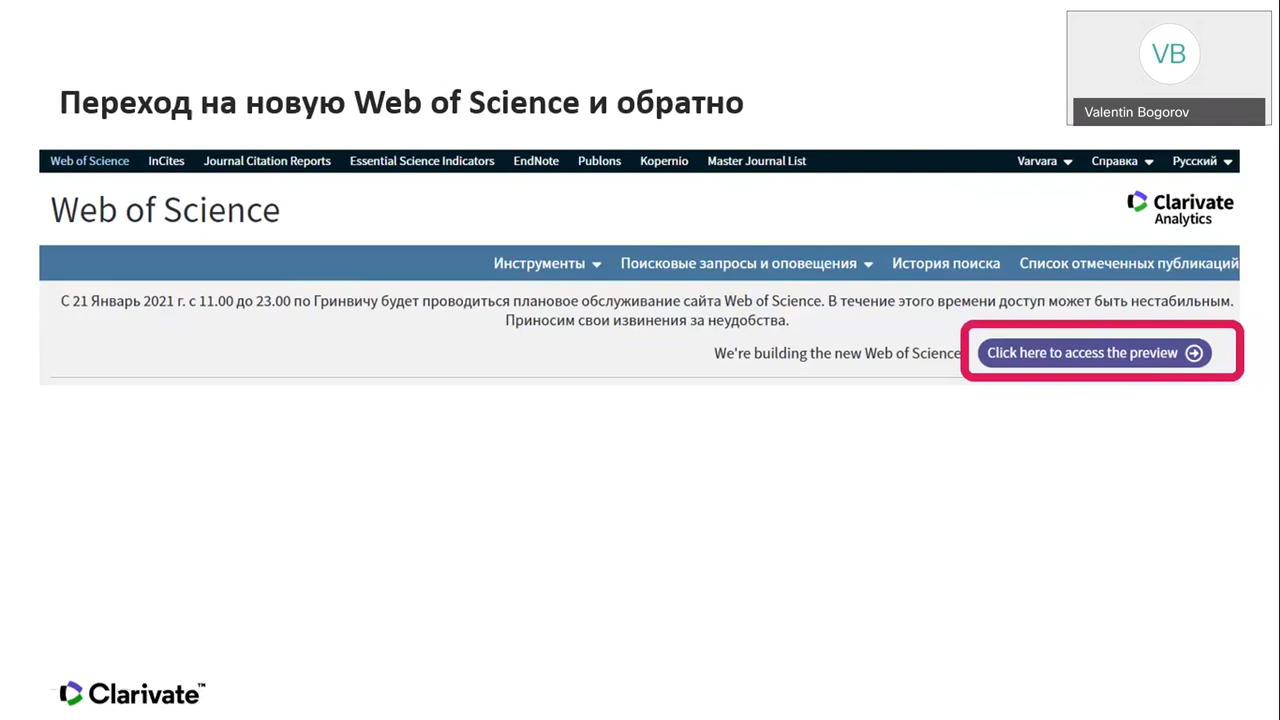 VB
Valentin Bogorov
Переход на новую Web of Science и обратно
Web of Science InCites Journal Citation Reports Essential Science Indicators EndNote Publons Kopernio Master Journal List Varvara Справка Русский
Web of Science
Clarivate
Analytics
Инструменты Поисковые запросы и оповещения История поиска Список отмеченных публикаций
С 21 Январь 2021 г. с 11.00 до 23.00 по Гринвичу будет проводиться плановое обслуживание сайта Web of Science. В течение этого времени доступ может быть нестабильным.
Приносим свои извинения за неудобства.
We're building the new Web of Science Click here to access the preview
Clarivate™